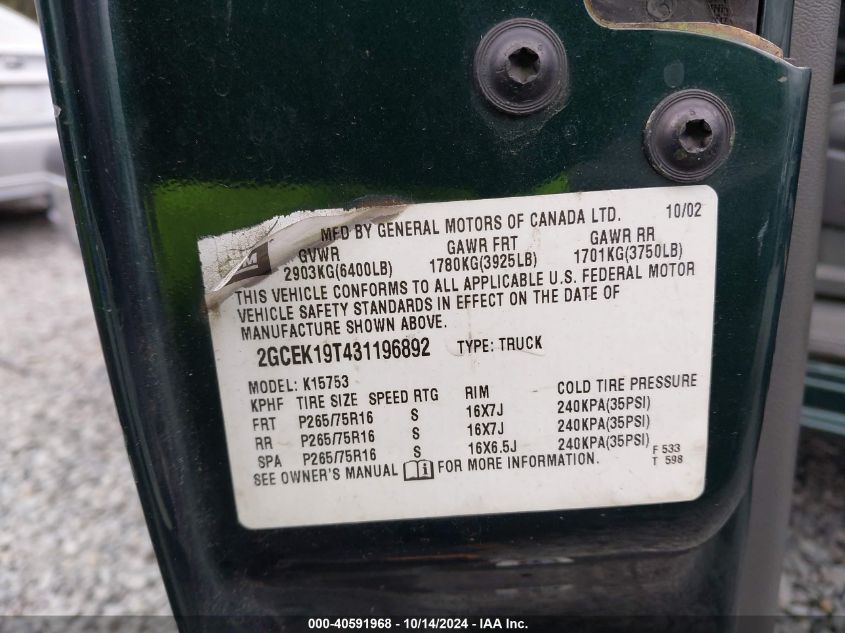 MFD BY GENERAL MOTORS OF CANADA LTD. 10/02
GVWR GAWR FRT GAWR RR
2903KG(6400LB) 1780KG(3925LB) 1701KG(3750LB)
THIS VEHICLE CONFORMS TO ALL APPLICABLE U.S. FEDERAL MOTOR
VEHICLE SAFETY STANDARDS IN EFFECT ON THE DATE OF
MANUFACTURE SHOWN ABOVE.
2GCEK19T431196892 TYPE: TRUCK
MODEL: K15753
KPHF TIRE SIZE SPEED RTG RIM COLD TIRE PRESSURE
FRT P265/75R16 S 16X7J 240KPA(35PSI)
RR P265/75R16 S 16X7J 240KPA(35PSI)
SPA P265/75R16 S 16X6.5J 240KPA(35PSI)
SEE OWNER'S MANUAL FOR MORE INFORMATION.
F 533
T 598
000-40591968 - 10/14/2024 - IAA Inc.